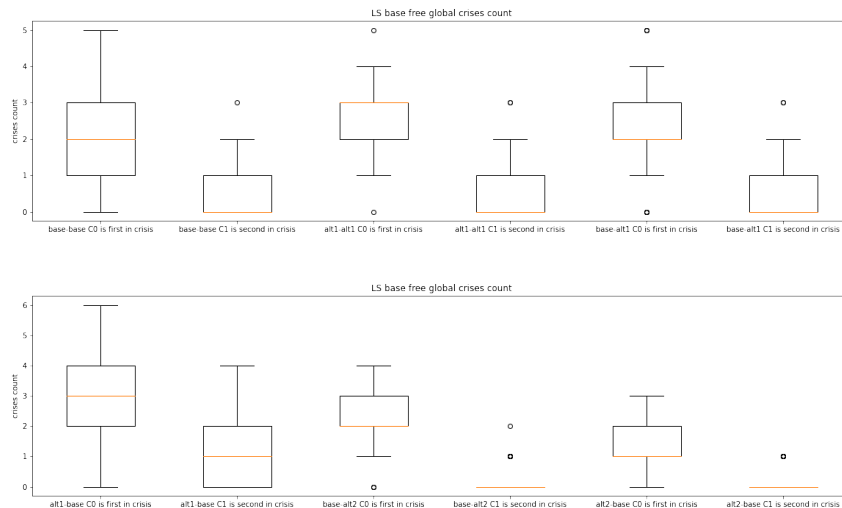 LS base free global crises count
5
4
3
2
1
0
crises count
base-base C0 is first in crisis base-base C1 is second in crisis alt1-alt1 C0 is first in crisis alt1-alt1 C1 is second in crisis base-alt1 C0 is first in crisis base-alt1 C1 is second in crisis
LS base free global crises count
6
5
4
3
2
1
0
crises count
alt1-base C0 is first in crisis alt1-base C1 is second in crisis base-alt2 C0 is first in crisis base-alt2 C1 is second in crisis alt2-base C0 is first in crisis alt2-base C1 is second in crisis